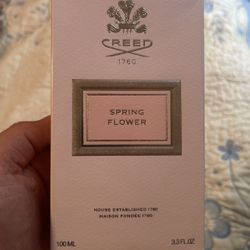 CREED
1760
SPRING
FLOWER
HOUSE ESTABLISHED 1760
MAISON FONDÉE 1760
100 ML
3.3 FL.OZ